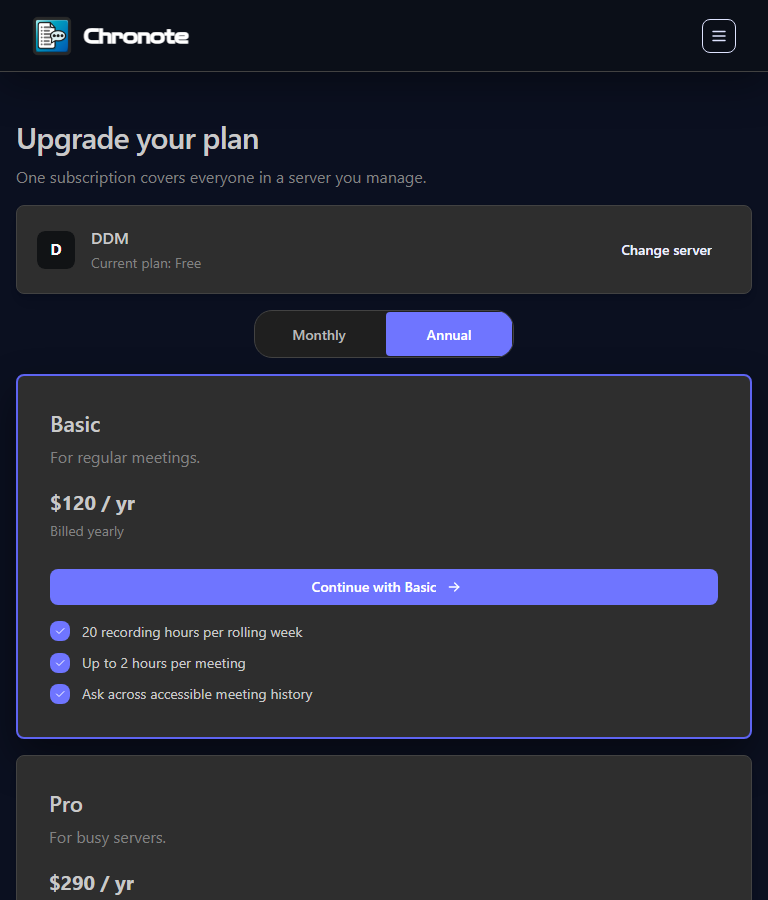 Chronote
Upgrade your plan
One subscription covers everyone in a server you manage.
D
DDM
Current plan: Free
Change server
Monthly
Annual
Basic
For regular meetings.
$120 / yr
Billed yearly
Continue with Basic →
20 recording hours per rolling week
Up to 2 hours per meeting
Ask across accessible meeting history
Pro
For busy servers.
$290 / yr